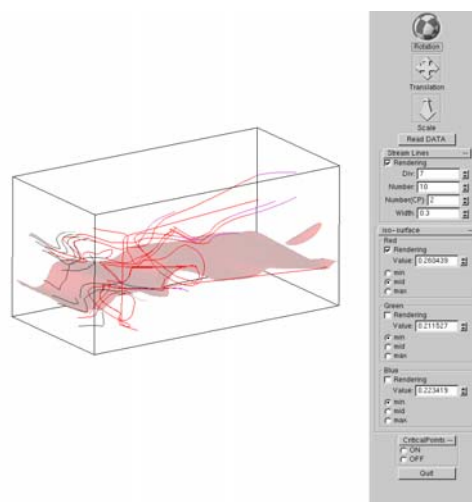 Rotation
Translation
Scale
Read DATA
Stream Lines
Rendering
Div: 7
Number: 10
Number(CP): 2
Width: 0.3
iso-surface
Red
Rendering
Value: 0.260439
min
mid
max
Green
Rendering
Value: 0.211527
min
mid
max
Blue
Rendering
Value: 0.223419
min
mid
max
CriticalPoints
ON
OFF
Quit